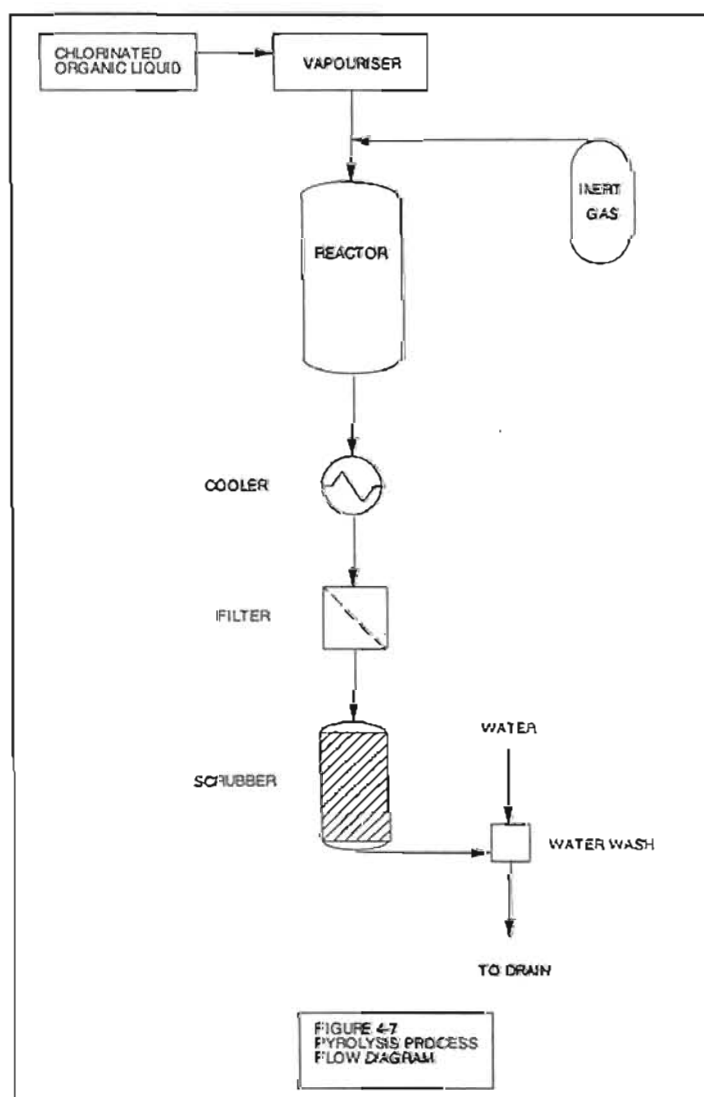 CHLORINATED
ORGANIC LIQUID
VAPOURISER
INERT
GAS
REACTOR
COOLER
FILTER
SCRUBBER
WATER
WATER WASH
TO DRAIN
FIGURE 4-7
PYROLYSIS PROCESS
FLOW DIAGRAM